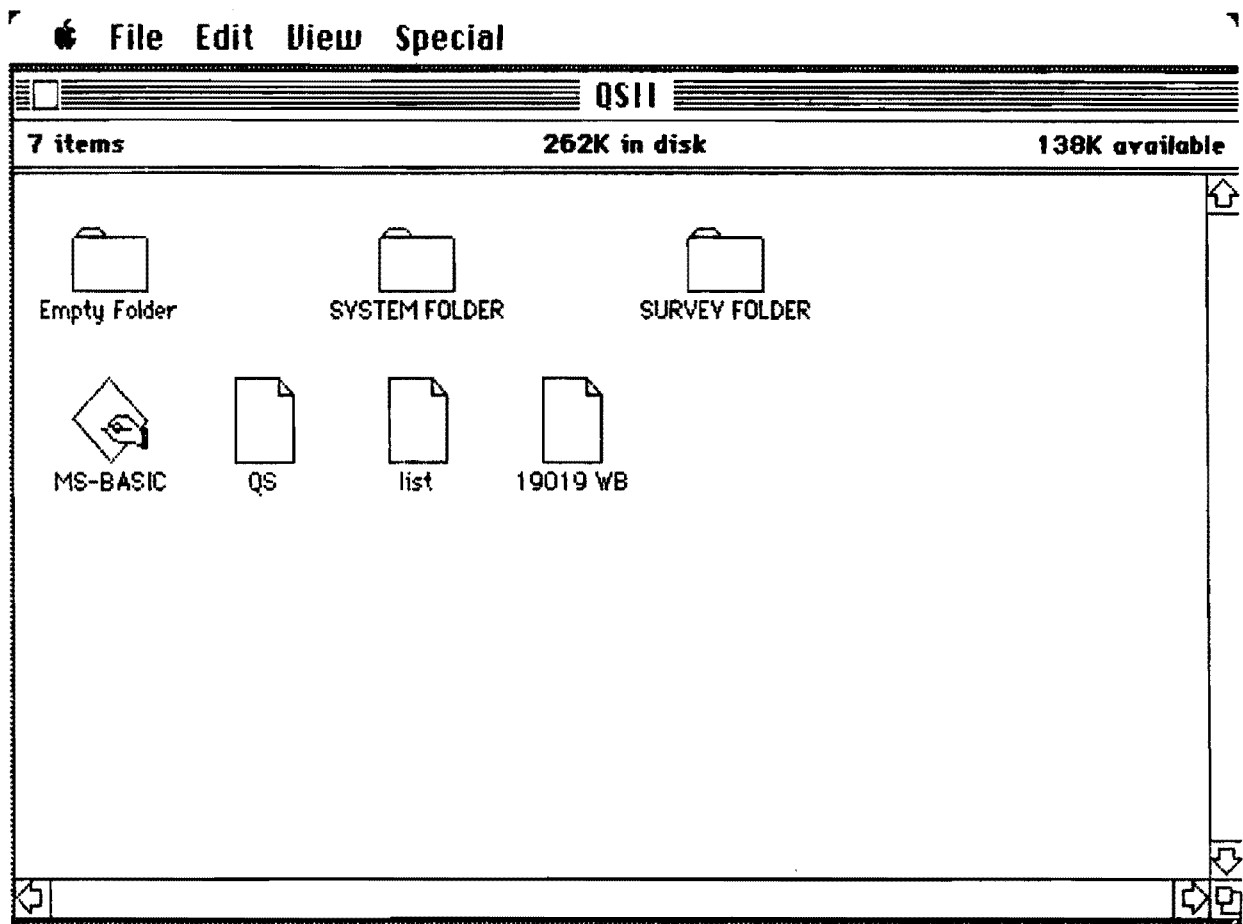 File Edit View Special
QSII
7 items 262K in disk 138K available
Empty Folder SYSTEM FOLDER SURVEY FOLDER
MS-BASIC QS list 19019 WB